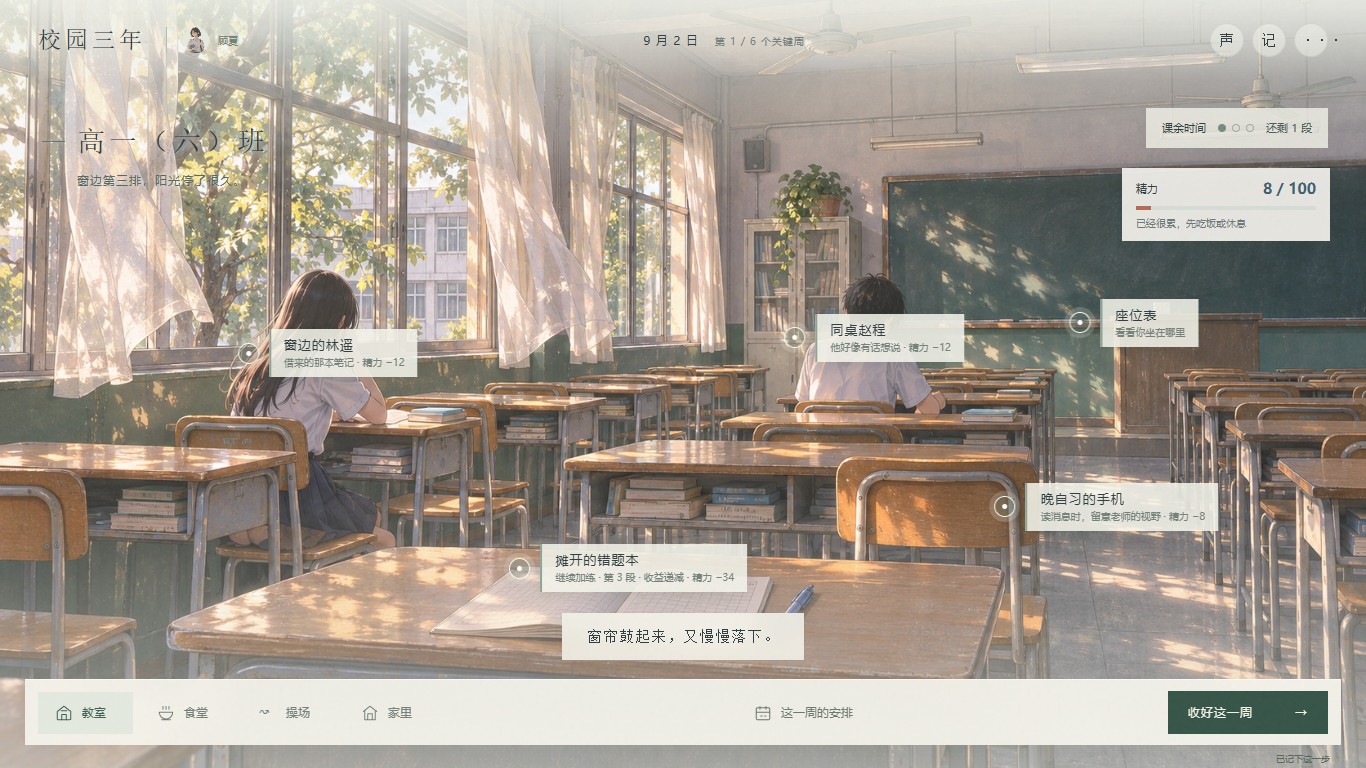 校园三年
顾夏
9月2日 第 1 / 6 个关键周
声 记 ···
高一（六）班
窗边第三排，阳光停了很久。
课余时间 还剩 1 段
精力 8 / 100
已经很累，先吃饭或休息
座位表
看看你坐在哪里
同桌赵程
他好像有话想说 · 精力 −12
窗边的林遥
借来的那本笔记 · 精力 −12
晚自习的手机
读消息时，留意老师的视野 · 精力 −8
摊开的错题本
继续加练 · 第 3 段 · 收益递减 · 精力 −34
窗帘鼓起来，又慢慢落下。
教室 食堂 操场 家里 这一周的安排 收好这一周 →
已记下这一步